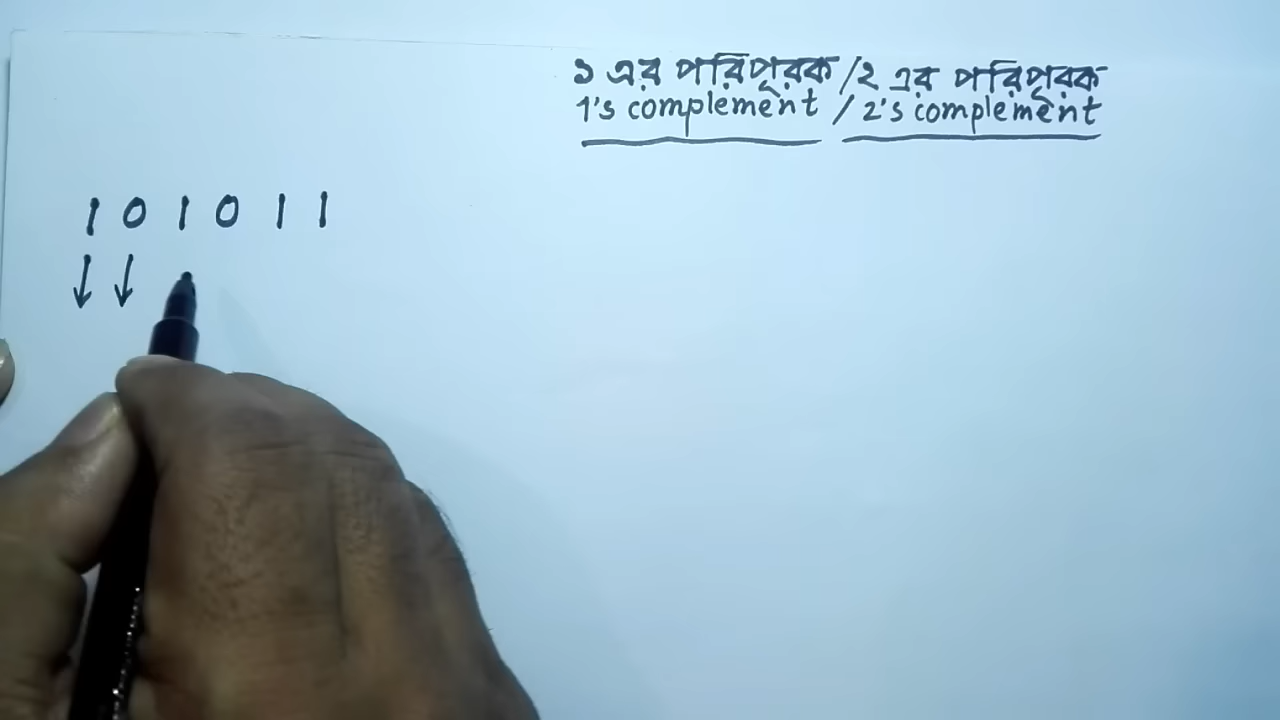 ১ এর পরিপূরক /২ এর পরিপূরক
1's complement / 2's complement
1 0 1 0 1 1
↓ ↓